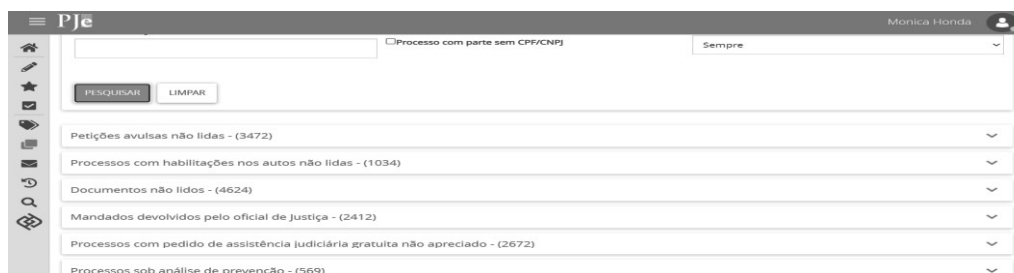 PJe
Monica Honda
Processo com parte sem CPF/CNPJ
Sempre
PESQUISAR
LIMPAR
Petições avulsas não lidas - (3472)
Processos com habilitações nos autos não lidas - (1034)
Documentos não lidos - (4624)
Mandados devolvidos pelo oficial de Justiça - (2412)
Processos com pedido de assistência judiciária gratuita não apreciado - (2672)
Processos sob análise de prevenção - (569)